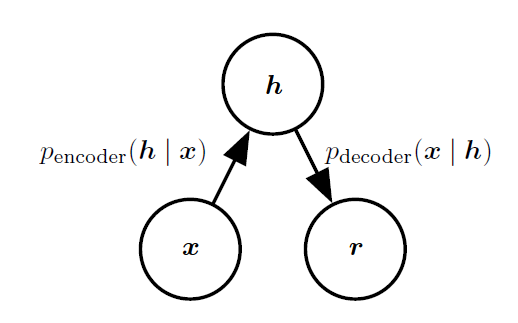 h
p_encoder(h | x) p_decoder(x | h)
x r